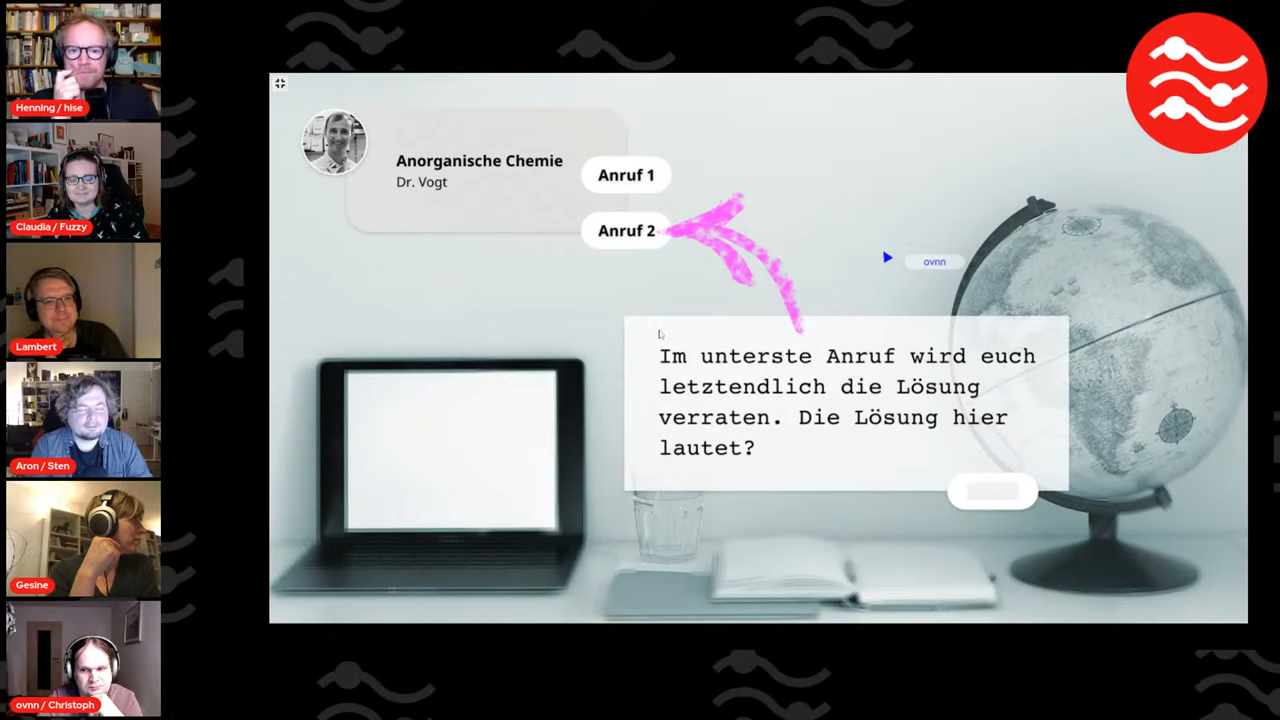 Henning / hise
Claudia / Fuzzy
Lambert
Aron / Sten
Gesine
ovnn / Christoph
Anorganische Chemie
Dr. Vogt
Anruf 1
Anruf 2
ovnn
Im unterste Anruf wird euch
letztendlich die Lösung
verraten. Die Lösung hier
lautet?